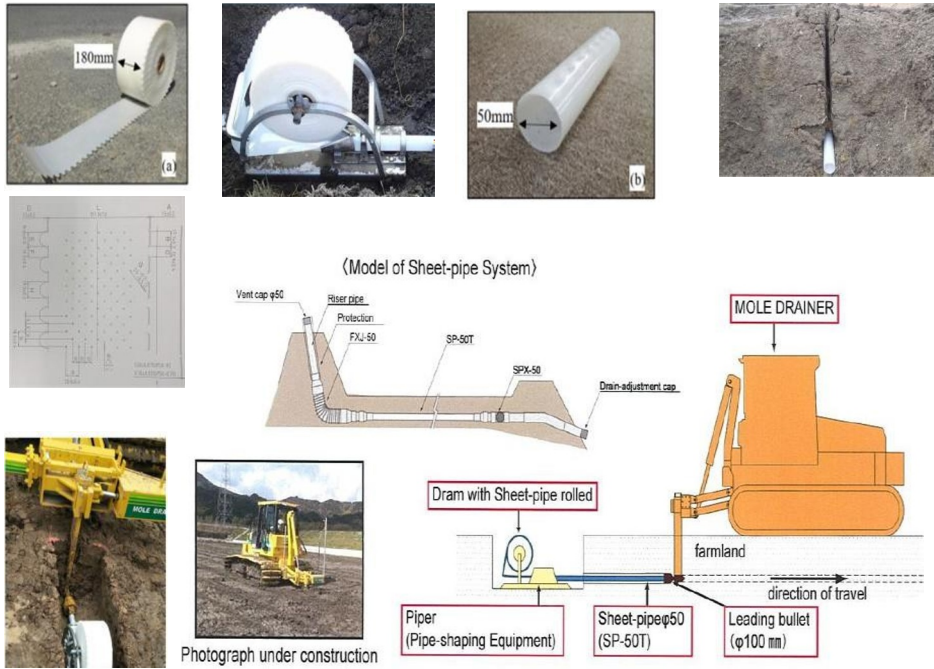 180mm
(a)
50mm
(b)
〈Model of Sheet-pipe System〉
Vent cap φ50
Riser pipe
Protection
FXJ-50
SP-50T
SPX-50
Drain-adjustment cap
MOLE DRAINER
Dram with Sheet-pipe rolled
farmland
direction of travel
Piper
(Pipe-shaping Equipment)
Sheet-pipeφ50
(SP-50T)
Leading bullet
(φ100 mm)
MOLE DRA
Photograph under construction